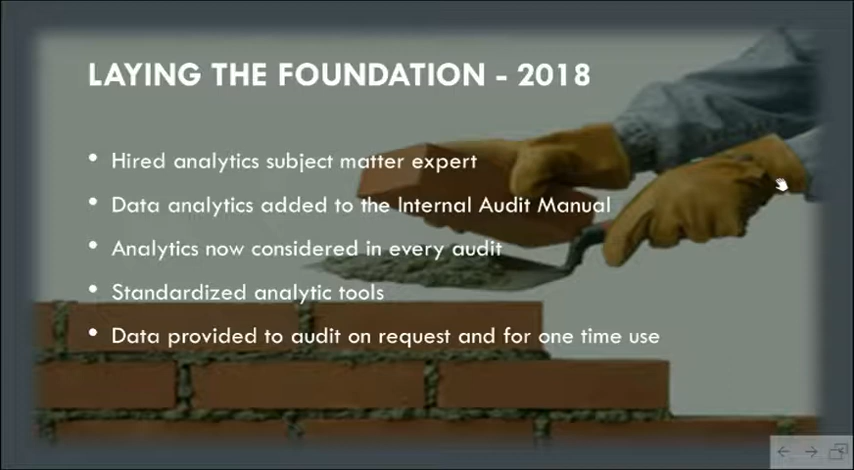 LAYING THE FOUNDATION - 2018
• Hired analytics subject matter expert
• Data analytics added to the Internal Audit Manual
• Analytics now considered in every audit
• Standardized analytic tools
• Data provided to audit on request and for one time use